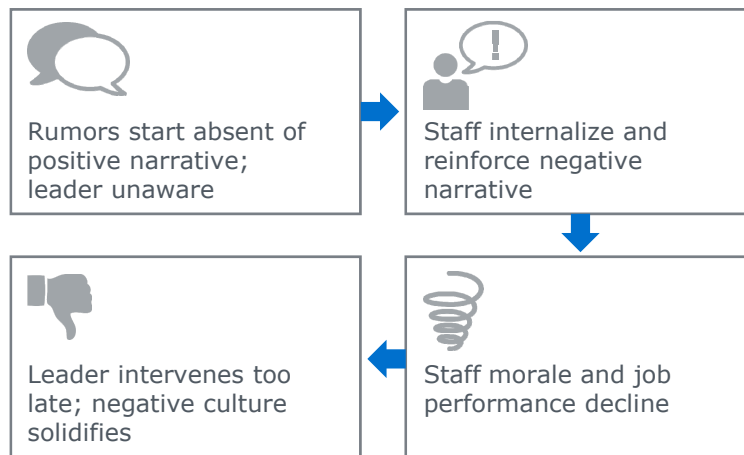 Rumors start absent of
positive narrative;
leader unaware
!
Staff internalize and
reinforce negative
narrative
Staff morale and job
performance decline
Leader intervenes too
late; negative culture
solidifies